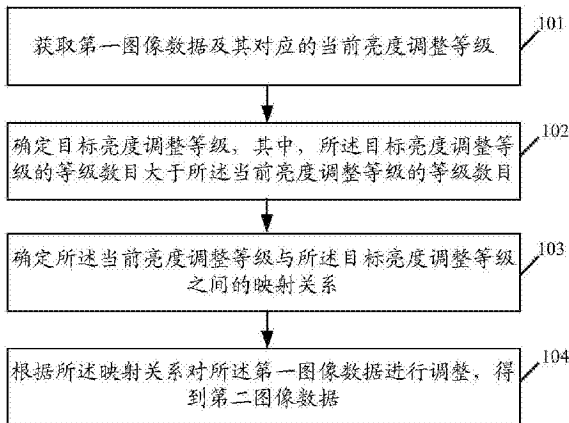 获取第一图像数据及其对应的当前亮度调整等级
101
确定目标亮度调整等级，其中，所述目标亮度调整等
级的等级数目大于所述当前亮度调整等级的等级数目
102
确定所述当前亮度调整等级与所述目标亮度调整等级
之间的映射关系
103
根据所述映射关系对所述第一图像数据进行调整，得
到第二图像数据
104